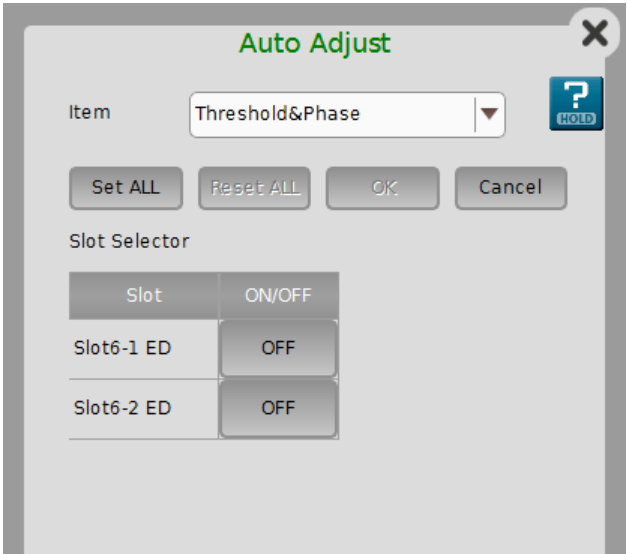 Auto Adjust
Item Threshold&Phase
? HOLD
Set ALL Reset ALL OK Cancel
Slot Selector
Slot ON/OFF
Slot6-1 ED OFF
Slot6-2 ED OFF